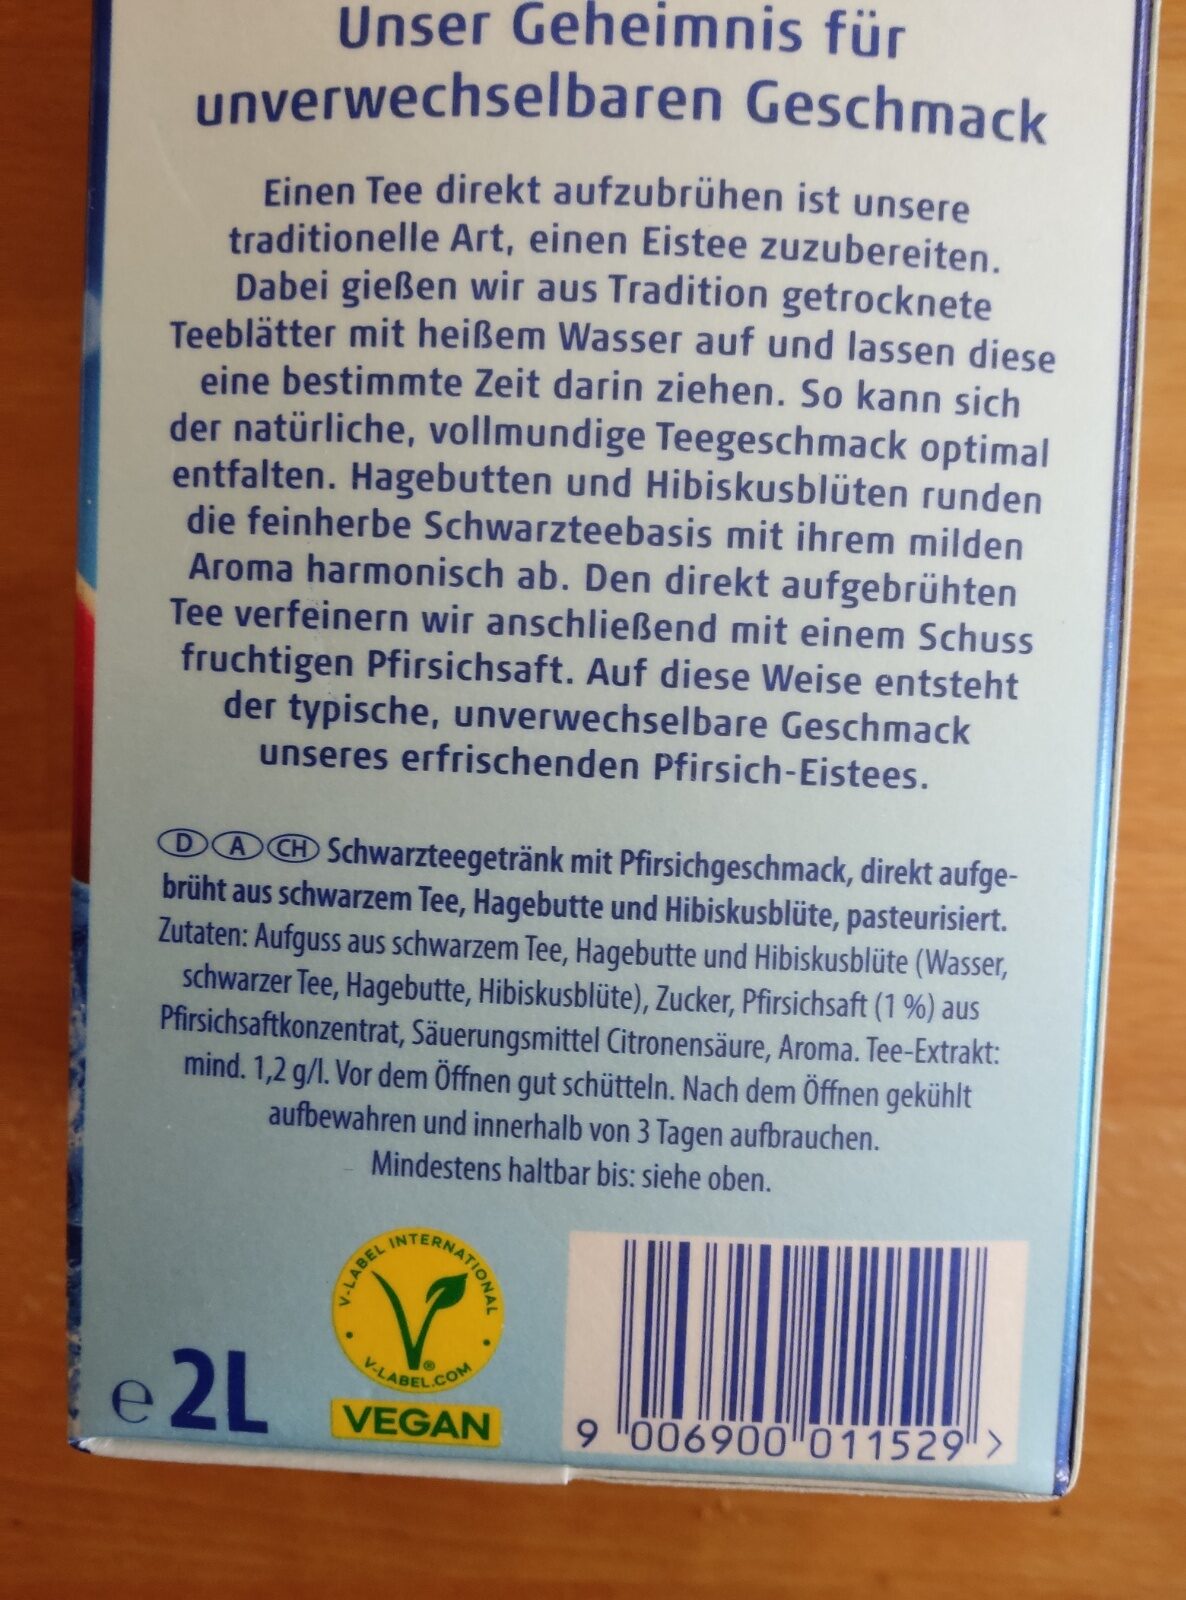 Unser Geheimnis für
unverwechselbaren Geschmack
Einen Tee direkt aufzubrühen ist unsere
traditionelle Art, einen Eistee zuzubereiten.
Dabei gießen wir aus Tradition getrocknete
Teeblätter mit heißem Wasser auf und lassen diese
eine bestimmte Zeit darin ziehen. So kann sich
der natürliche, vollmundige Teegeschmack optimal
entfalten. Hagebutten und Hibiskusblüten runden
die feinherbe Schwarzteebasis mit ihrem milden
Aroma harmonisch ab. Den direkt aufgebrühten
Tee verfeinern wir anschließend mit einem Schuss
fruchtigen Pfirsichsaft. Auf diese Weise entsteht
der typische, unverwechselbare Geschmack
unseres erfrischenden Pfirsich-Eistees.
D A CH Schwarzteegetränk mit Pfirsichgeschmack, direkt aufge-
brüht aus schwarzem Tee, Hagebutte und Hibiskusblüte, pasteurisiert.
Zutaten: Aufguss aus schwarzem Tee, Hagebutte und Hibiskusblüte (Wasser,
schwarzer Tee, Hagebutte, Hibiskusblüte), Zucker, Pfirsichsaft (1 %) aus
Pfirsichsaftkonzentrat, Säuerungsmittel Citronensäure, Aroma. Tee-Extrakt:
mind. 1,2 g/l. Vor dem Öffnen gut schütteln. Nach dem Öffnen gekühlt
aufbewahren und innerhalb von 3 Tagen aufbrauchen.
Mindestens haltbar bis: siehe oben.
℮ 2L
V-LABEL INTERNATIONAL
®
V-LABEL.COM
VEGAN
9 006900 011529 >